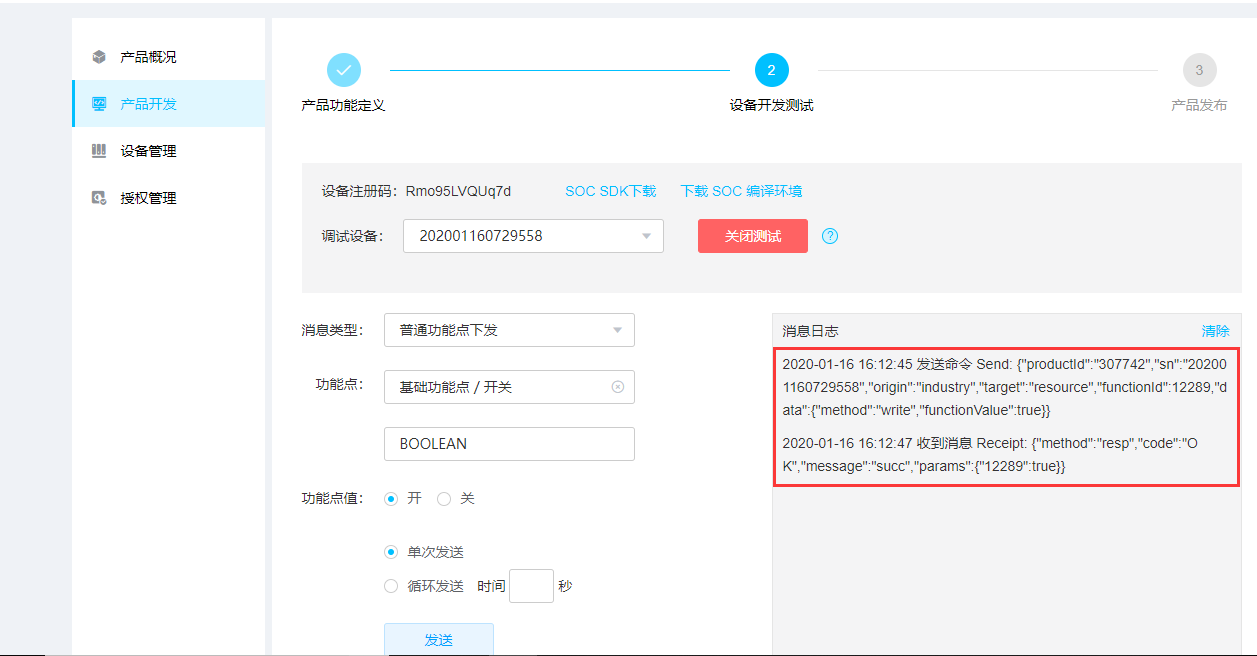 产品概况
产品开发
设备管理
授权管理
2
3
产品功能定义
设备开发测试
产品发布
设备注册码: Rmo95LVQUq7d SOC SDK下载 下载 SOC 编译环境
调试设备: 202001160729558 关闭测试 ?
消息类型: 普通功能点下发
功能点: 基础功能点 / 开关
BOOLEAN
功能点值: 开 关
单次发送
循环发送 时间 秒
发送
消息日志 清除
2020-01-16 16:12:45 发送命令 Send: {"productId":"307742","sn":"20200
1160729558","origin":"industry","target":"resource","functionId":12289,"d
ata":{"method":"write","functionValue":true}}
2020-01-16 16:12:47 收到消息 Receipt: {"method":"resp","code":"O
K","message":"succ","params":{"12289":true}}